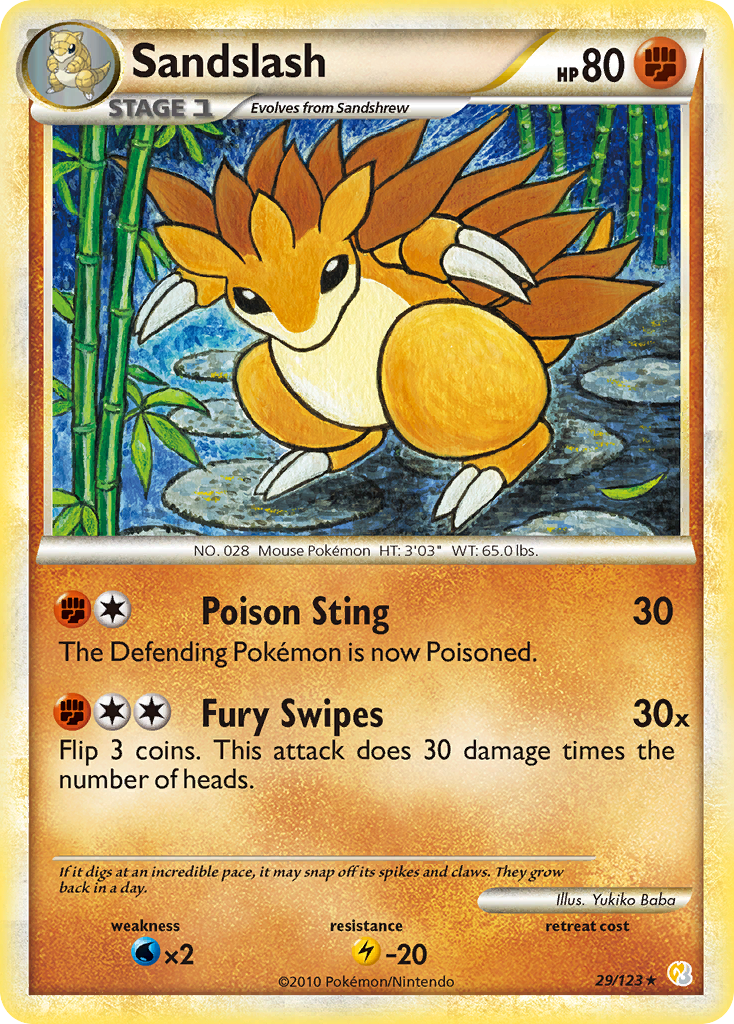 Sandslash
HP 80
STAGE 1
Evolves from Sandshrew
NO. 028 Mouse Pokémon HT: 3'03" WT: 65.0 lbs.
Poison Sting 30
The Defending Pokémon is now Poisoned.
Fury Swipes 30x
Flip 3 coins. This attack does 30 damage times the
number of heads.
If it digs at an incredible pace, it may snap off its spikes and claws. They grow
back in a day.
Illus. Yukiko Baba
weakness resistance retreat cost
×2 -20
©2010 Pokémon/Nintendo 29/123 ★